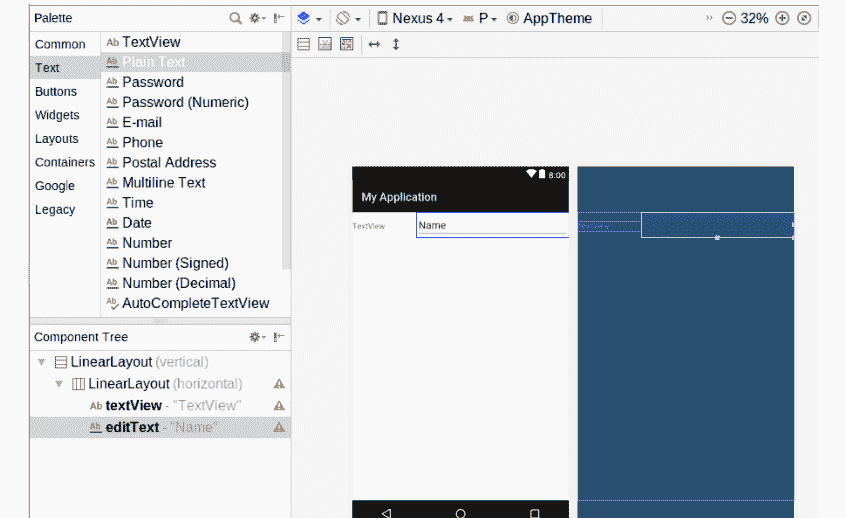 Palette
Nexus 4 P AppTheme
» 32%
Common
Text
Buttons
Widgets
Layouts
Containers
Google
Legacy
Ab TextView
Ab Plain Text
Ab Password
Ab Password (Numeric)
Ab E-mail
Ab Phone
Ab Postal Address
Ab Multiline Text
Ab Time
Ab Date
Ab Number
Ab Number (Signed)
Ab Number (Decimal)
Ab AutoCompleteTextView
8:00
My Application
TextView
Name
TextView
Component Tree
LinearLayout (vertical)
LinearLayout (horizontal)
Ab textView - "TextView"
Ab editText - "Name"